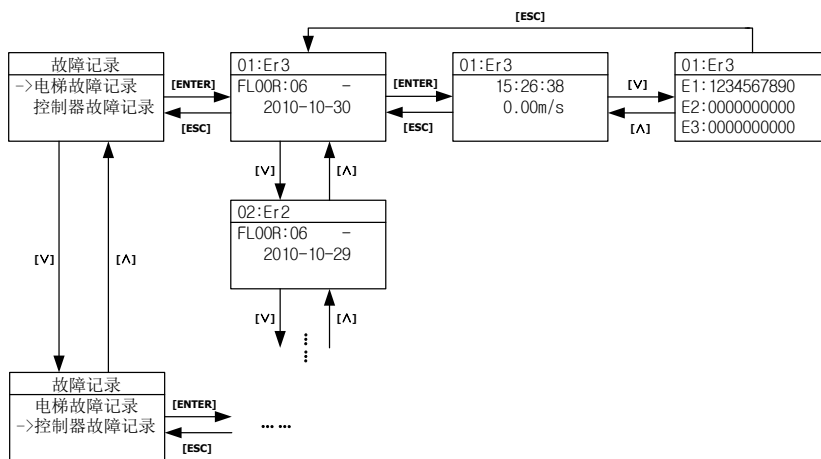 [ESC]
故障记录
->电梯故障记录
控制器故障记录
[ENTER]
[ESC]
01:Er3
FLOOR:06 -
2010-10-30
[ENTER]
[ESC]
01:Er3
15:26:38
0.00m/s
[V]
[Λ]
01:Er3
E1:1234567890
E2:0000000000
E3:0000000000
[V]
[Λ]
02:Er2
FLOOR:06 -
2010-10-29
[V]
[Λ]
[V]
[Λ]
故障记录
电梯故障记录
->控制器故障记录
[ENTER]
[ESC]
... ...